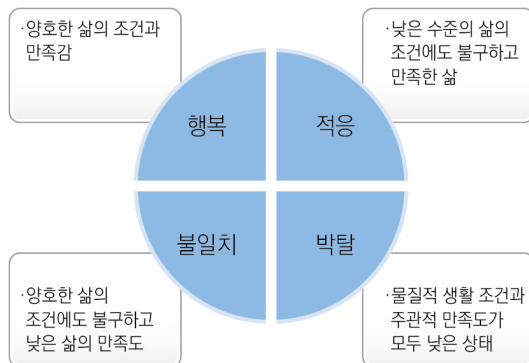 ·양호한 삶의 조건과
만족감
·낮은 수준의 삶의
조건에도 불구하고
만족한 삶
행복
적응
불일치
박탈
·양호한 삶의
조건에도 불구하고
낮은 삶의 만족도
·물질적 생활 조건과
주관적 만족도가
모두 낮은 상태